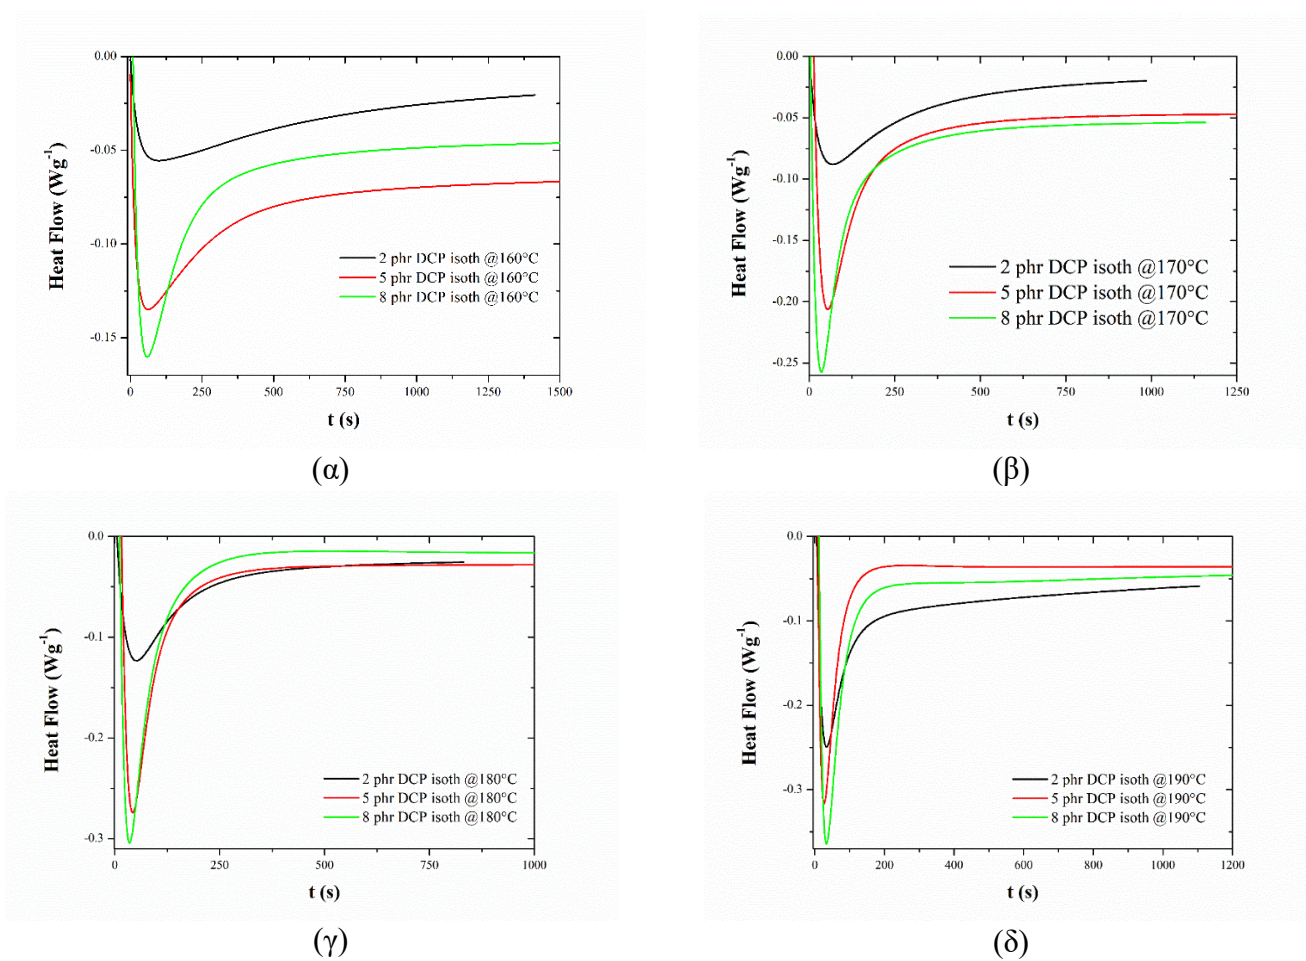 0.00
-0.05
-0.10
-0.15
Heat Flow (Wg⁻¹)
2 phr DCP isoth @160°C
5 phr DCP isoth @160°C
8 phr DCP isoth @160°C
0 250 500 750 1000 1250 1500
t (s)
(α)
0.00
-0.05
-0.10
-0.15
-0.20
-0.25
Heat Flow (Wg⁻¹)
2 phr DCP isoth @170°C
5 phr DCP isoth @170°C
8 phr DCP isoth @170°C
0 250 500 750 1000 1250
t (s)
(β)
0.0
-0.1
-0.2
-0.3
Heat Flow (Wg⁻¹)
2 phr DCP isoth @180°C
5 phr DCP isoth @180°C
8 phr DCP isoth @180°C
0 250 500 750 1000
t (s)
(γ)
0.0
-0.1
-0.2
-0.3
Heat Flow (Wg⁻¹)
2 phr DCP isoth @190°C
5 phr DCP isoth @190°C
8 phr DCP isoth @190°C
0 200 400 600 800 1000 1200
t (s)
(δ)